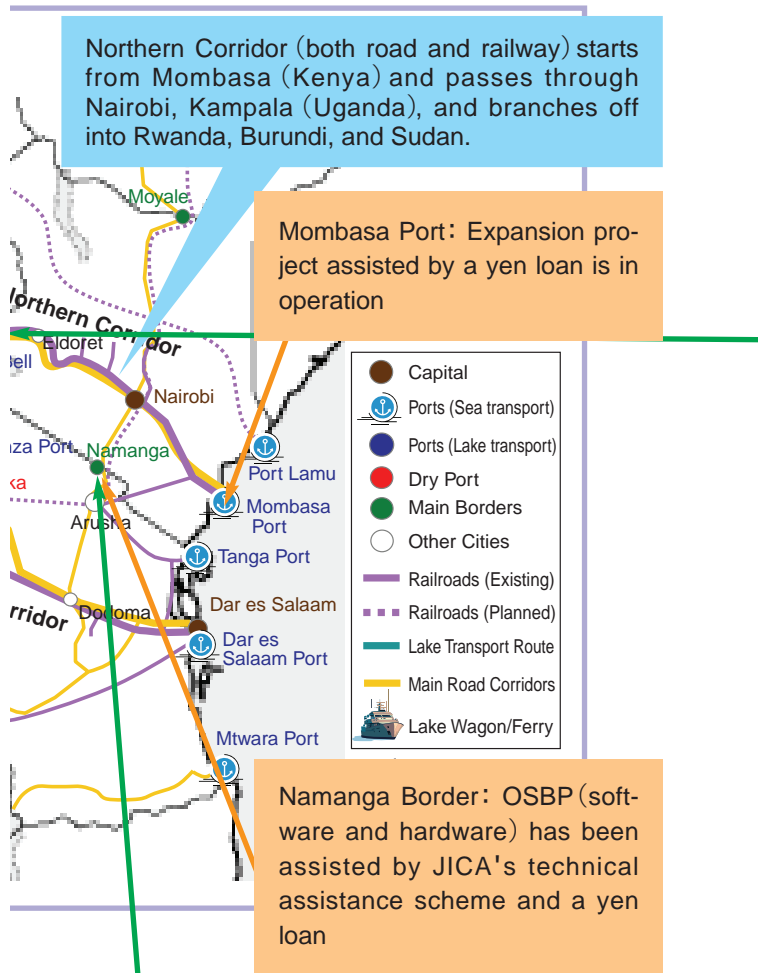 Northern Corridor (both road and railway) starts
from Mombasa (Kenya) and passes through
Nairobi, Kampala (Uganda), and branches off
into Rwanda, Burundi, and Sudan.
Moyale
Mombasa Port: Expansion pro-
ject assisted by a yen loan is in
operation
Northern Corridor
Eldoret
Nairobi
Port
Namanga
Arusha
Port Lamu
Mombasa
Port
Tanga Port
Dodoma
Dar es Salaam
Dar es
Salaam Port
Mtwara Port
Capital
Ports (Sea transport)
Ports (Lake transport)
Dry Port
Main Borders
Other Cities
Railroads (Existing)
Railroads (Planned)
Lake Transport Route
Main Road Corridors
Lake Wagon/Ferry
Namanga Border: OSBP (soft-
ware and hardware) has been
assisted by JICA's technical
assistance scheme and a yen
loan